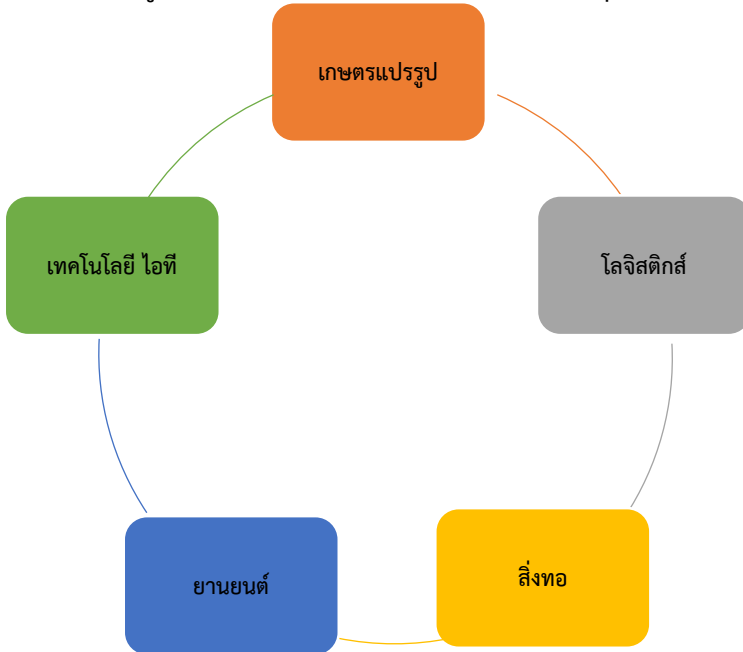 เกษตรแปรรูป
โลจิสติกส์
สิ่งทอ
ยานยนต์
เทคโนโลยี ไอที